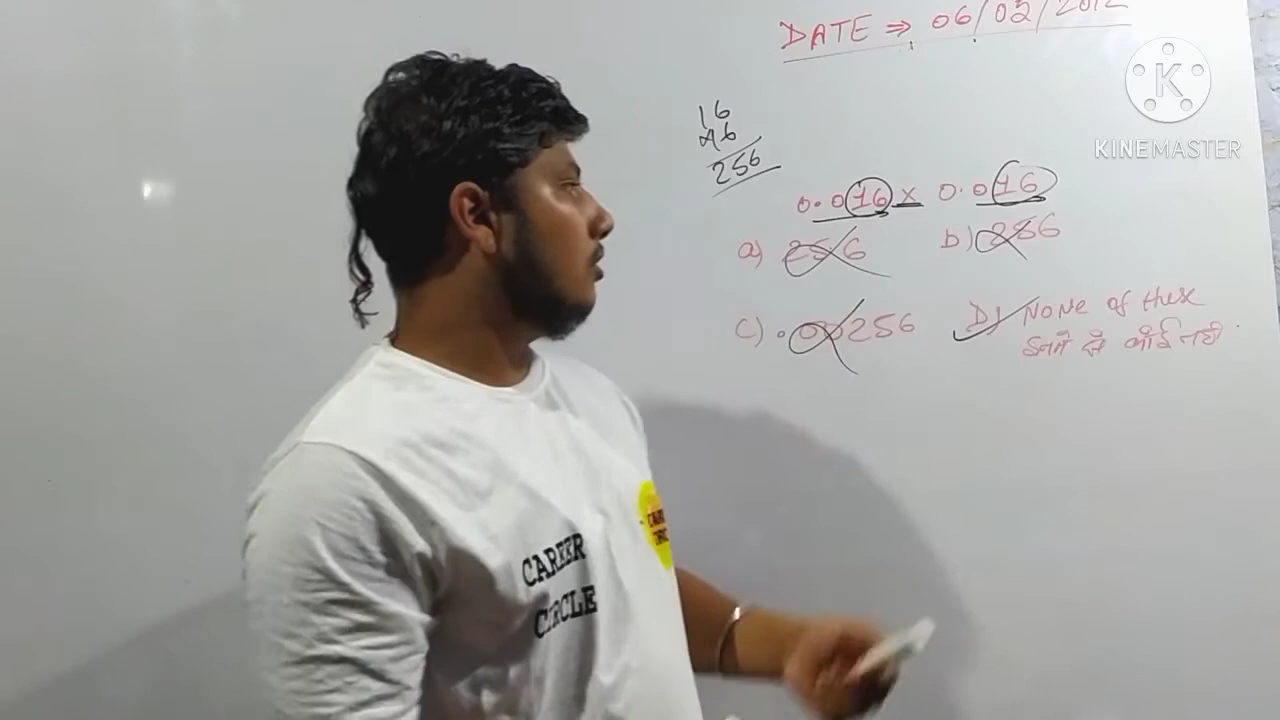 DATE ⇒ 06/02/2012
KINEMASTER
16
16
256
0.016 x 0.016
a) 256 b) 256
c) .00256 D) NONE of these
इनमें से कोई नही
CAREER
CIRCLE